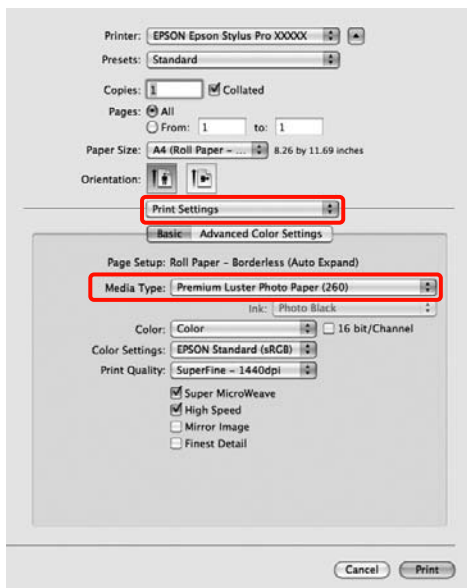 Printer: EPSON Epson Stylus Pro XXXXX
Presets: Standard
Copies: 1 Collated
Pages: All
From: 1 to: 1
Paper Size: A4 (Roll Paper - ... 8.26 by 11.69 inches
Orientation:
Print Settings
Basic Advanced Color Settings
Page Setup: Roll Paper - Borderless (Auto Expand)
Media Type: Premium Luster Photo Paper (260)
Ink: Photo Black
Color: Color 16 bit/Channel
Color Settings: EPSON Standard (sRGB)
Print Quality: SuperFine - 1440dpi
Super MicroWeave
High Speed
Mirror Image
Finest Detail
Cancel Print